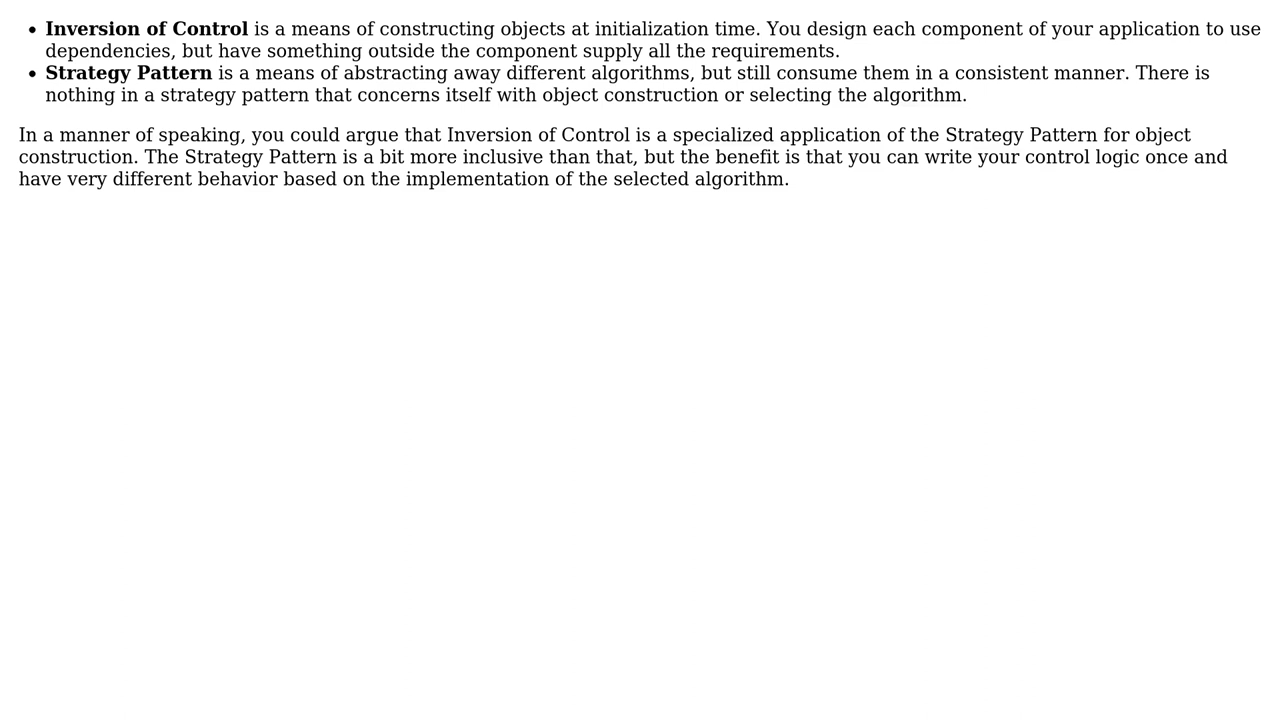 • Inversion of Control is a means of constructing objects at initialization time. You design each component of your application to use
dependencies, but have something outside the component supply all the requirements.
• Strategy Pattern is a means of abstracting away different algorithms, but still consume them in a consistent manner. There is
nothing in a strategy pattern that concerns itself with object construction or selecting the algorithm.
In a manner of speaking, you could argue that Inversion of Control is a specialized application of the Strategy Pattern for object
construction. The Strategy Pattern is a bit more inclusive than that, but the benefit is that you can write your control logic once and
have very different behavior based on the implementation of the selected algorithm.